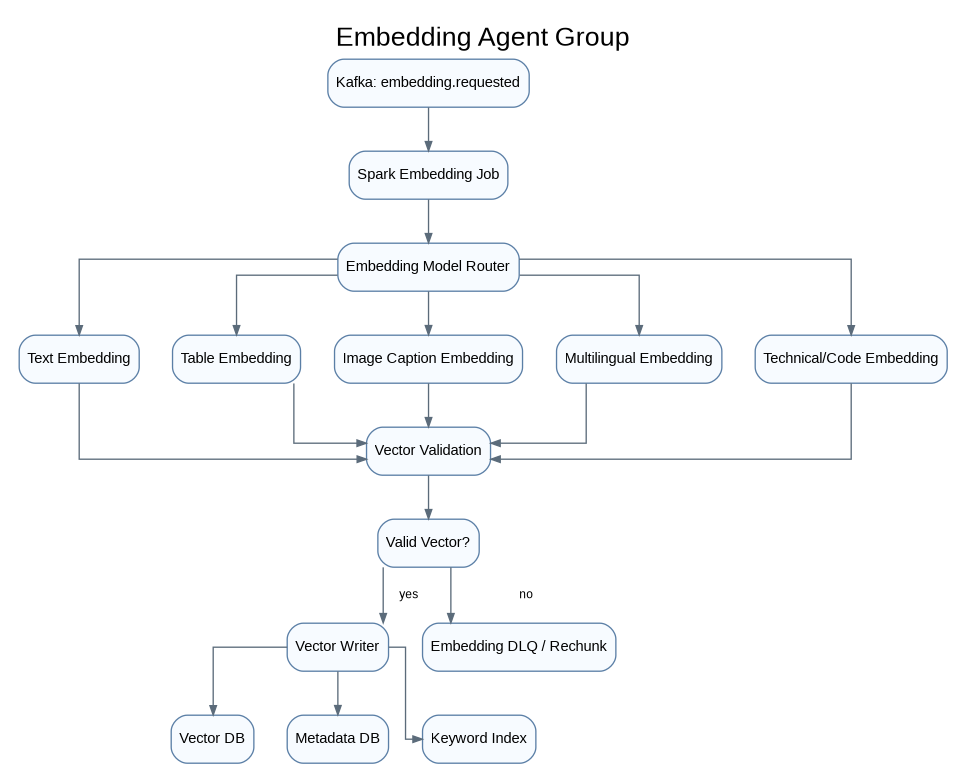 Embedding Agent Group
Kafka: embedding.requested
Spark Embedding Job
Embedding Model Router
Text Embedding
Table Embedding
Image Caption Embedding
Multilingual Embedding
Technical/Code Embedding
Vector Validation
Valid Vector?
yes
no
Vector Writer
Embedding DLQ / Rechunk
Vector DB
Metadata DB
Keyword Index